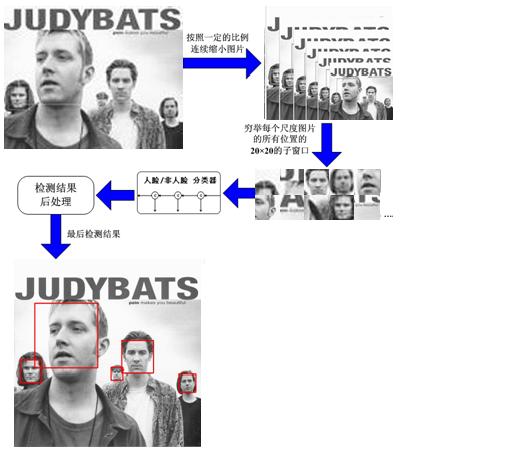 JUDYBATS
pain makes you beautiful
按照一定的比例
连续缩小图片
JUDYBATS
穷举每个尺度图片
的所有位置的
20×20的子窗口
人脸/非人脸 分类器
检测结果
后处理
....
最后检测结果
JUDYBATS
pain makes you beautiful